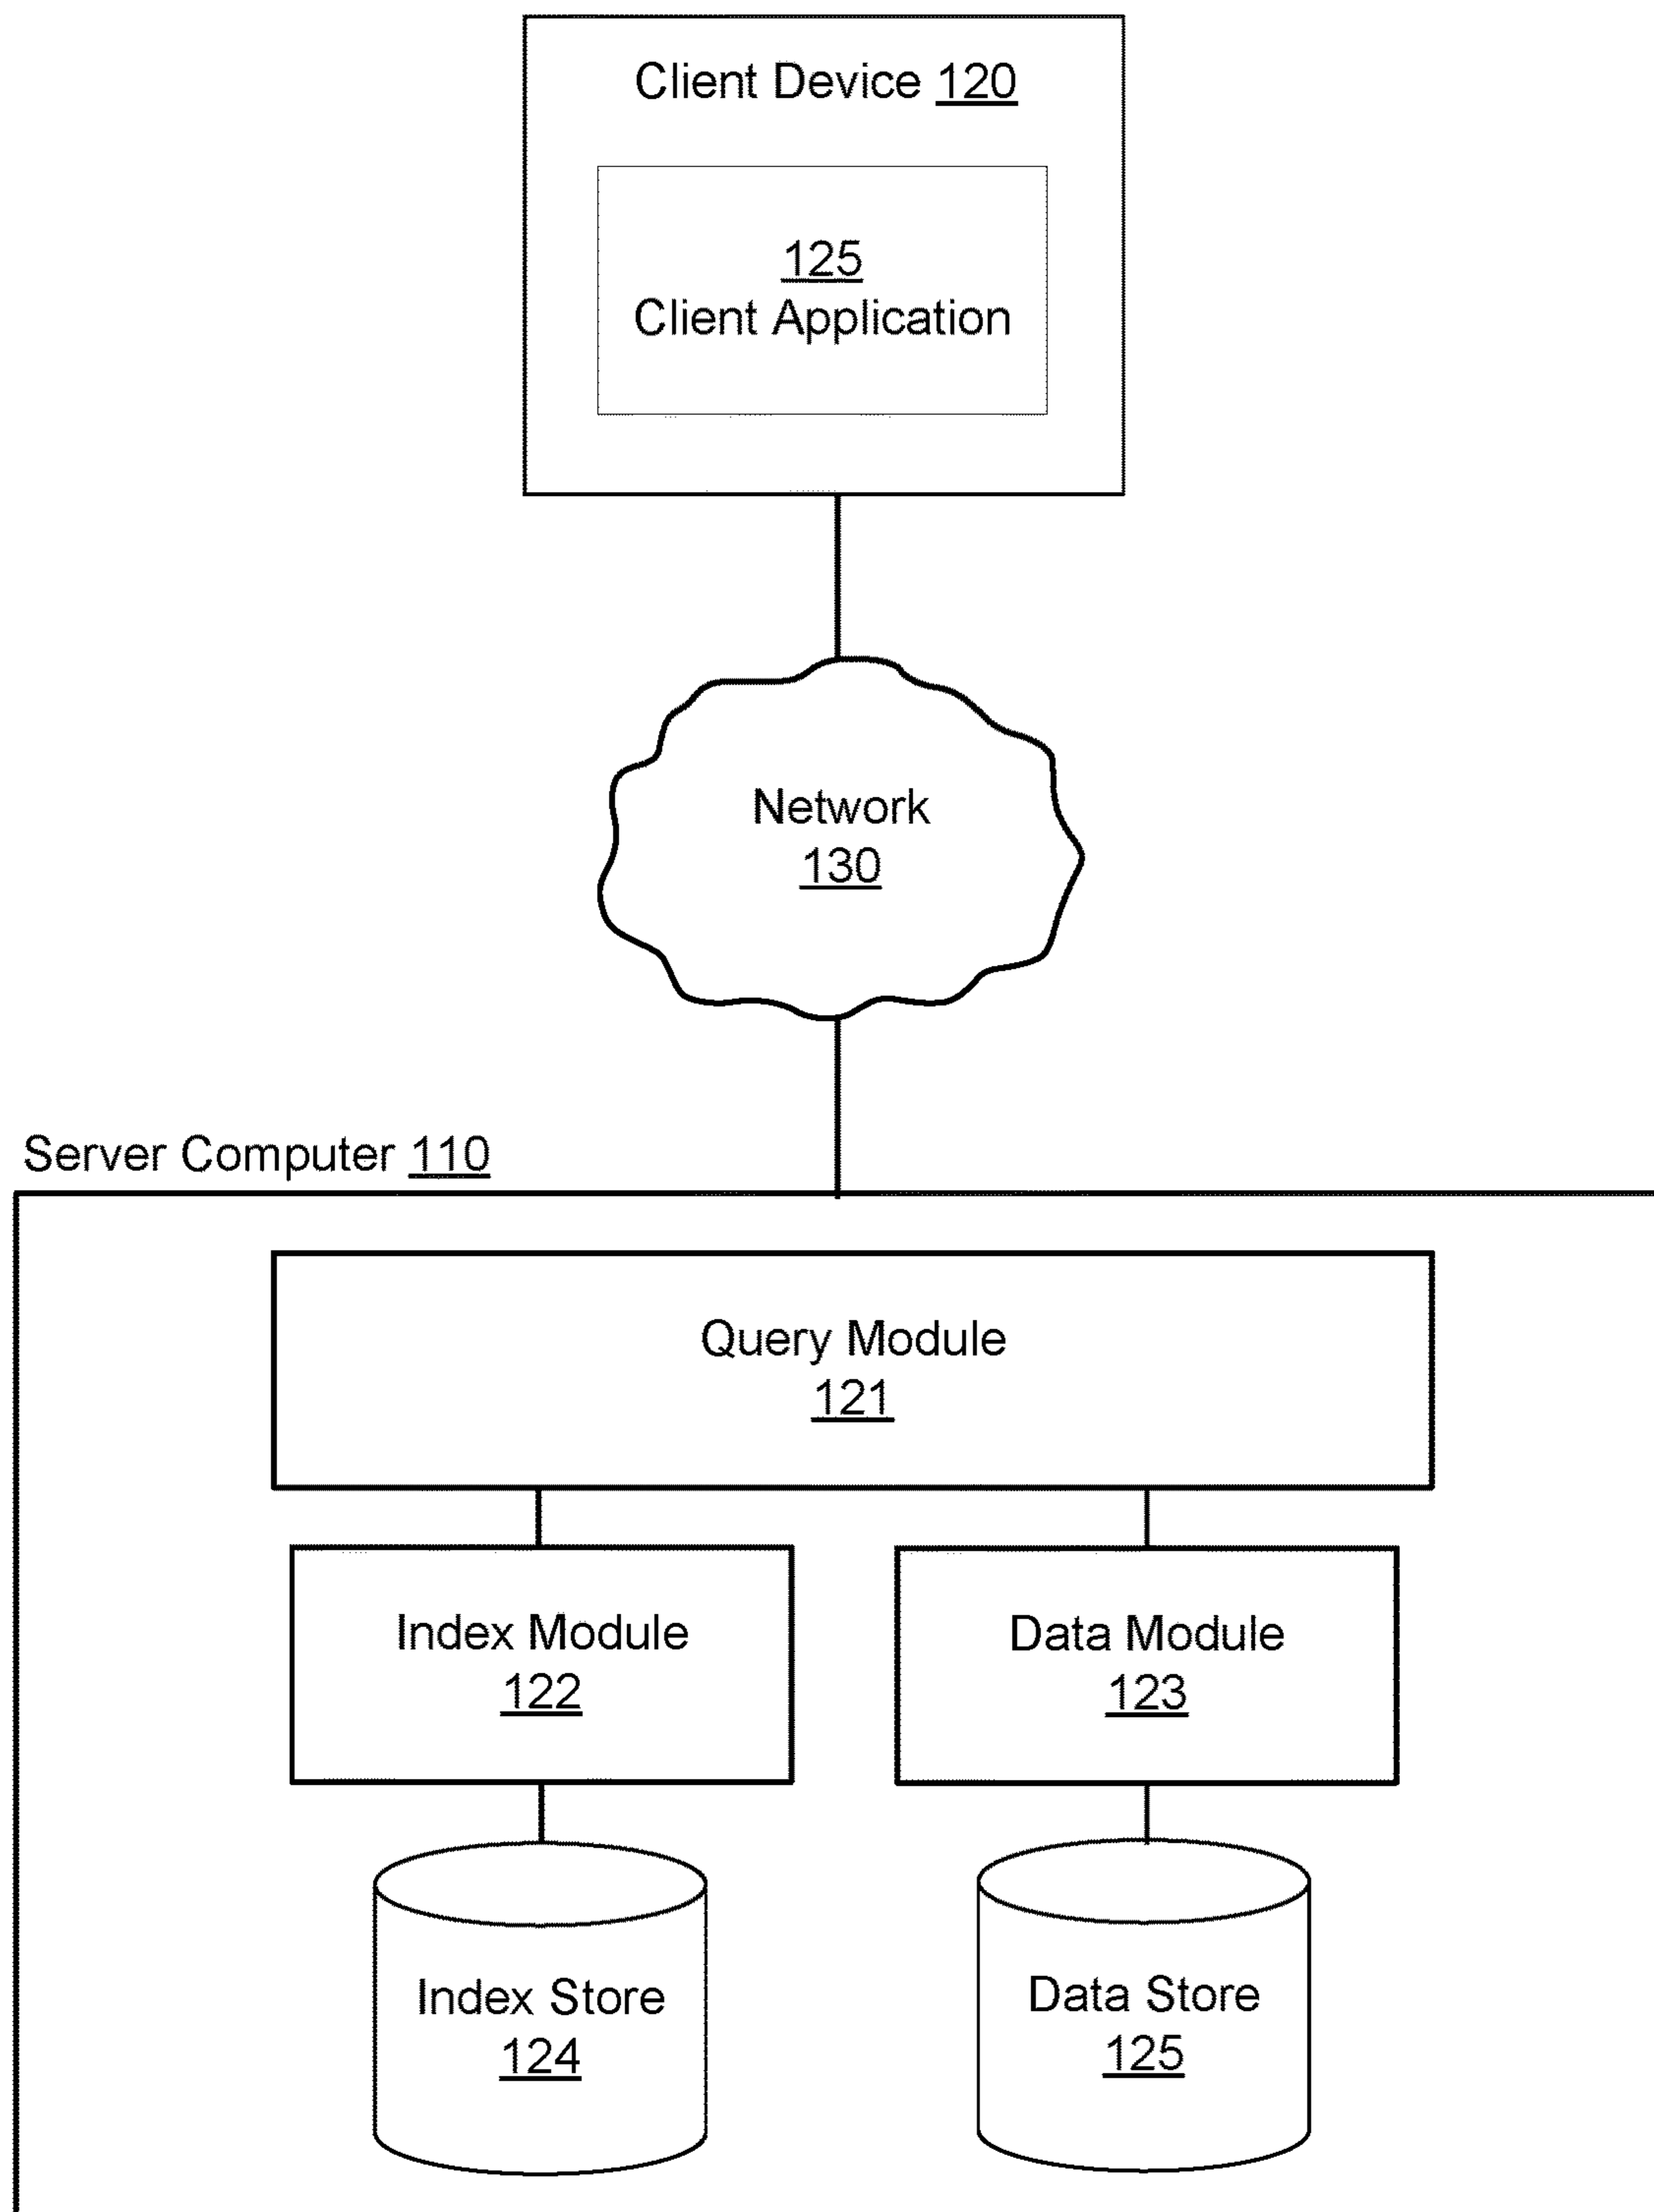 Client Device 120
125
Client Application
Network
130
Server Computer 110
Query Module
121
Index Module
122
Data Module
123
Index Store
124
Data Store
125